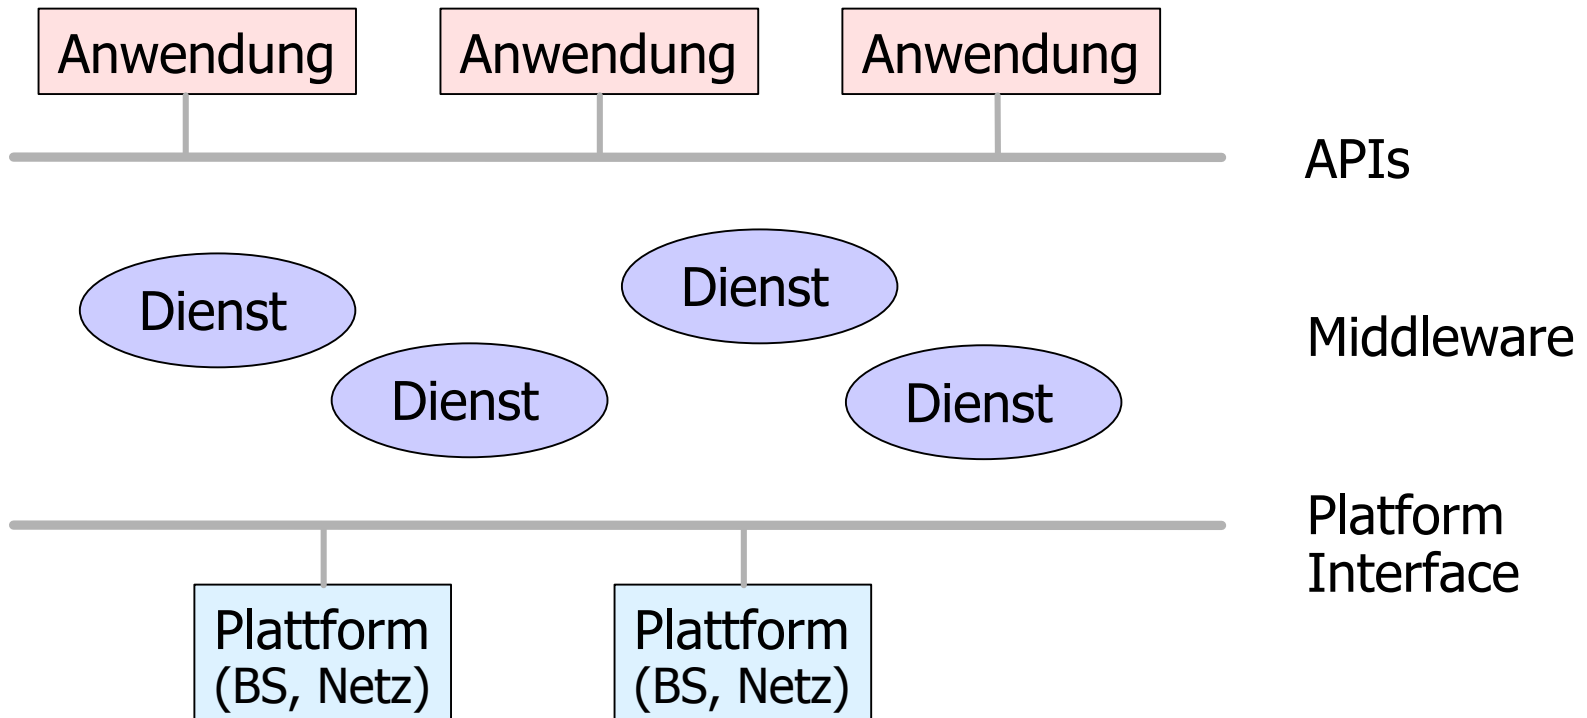 Anwendung
Anwendung
Anwendung
APIs
Dienst
Dienst
Dienst
Dienst
Middleware
Platform
Interface
Plattform
(BS, Netz)
Plattform
(BS, Netz)